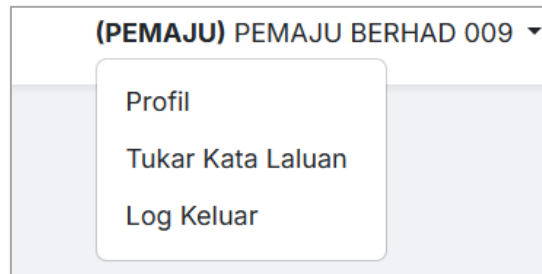 (PEMAJU) PEMAJU BERHAD 009
Profil
Tukar Kata Laluan
Log Keluar